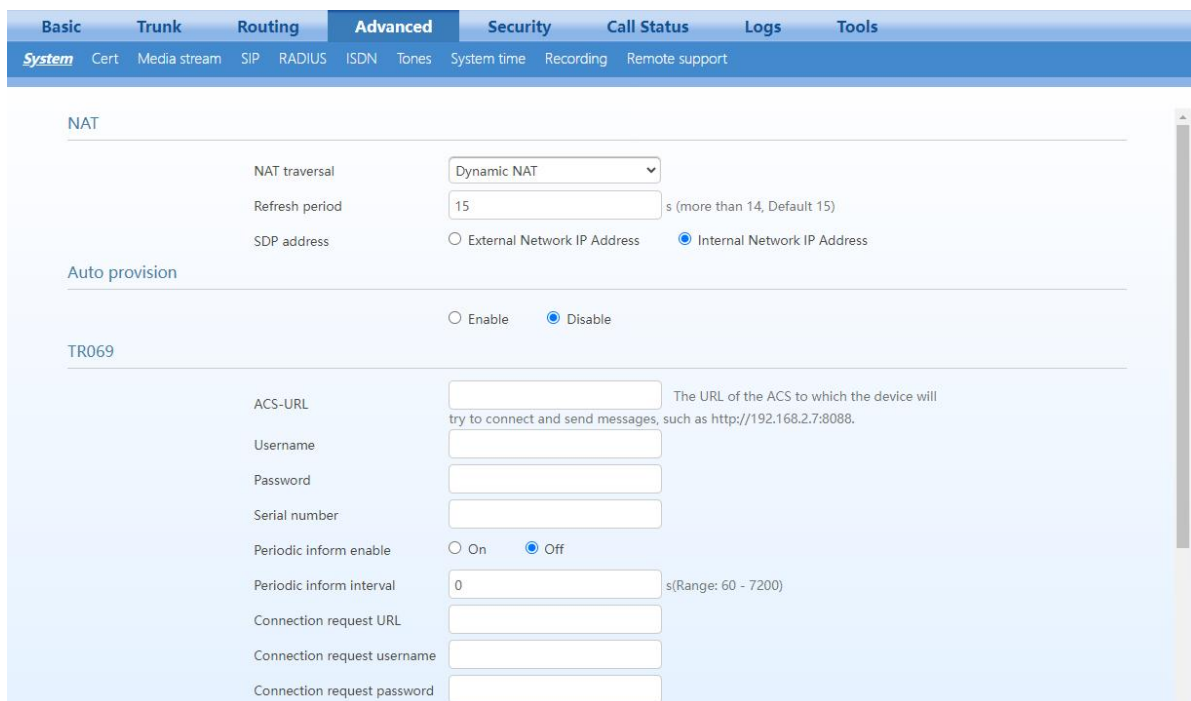 Basic Trunk Routing Advanced Security Call Status Logs Tools
System Cert Media stream SIP RADIUS ISDN Tones System time Recording Remote support
NAT
NAT traversal Dynamic NAT
Refresh period 15 s (more than 14, Default 15)
SDP address External Network IP Address Internal Network IP Address
Auto provision
Enable Disable
TR069
ACS-URL The URL of the ACS to which the device will
try to connect and send messages, such as http://192.168.2.7:8088.
Username
Password
Serial number
Periodic inform enable On Off
Periodic inform interval 0 s(Range: 60 - 7200)
Connection request URL
Connection request username
Connection request password